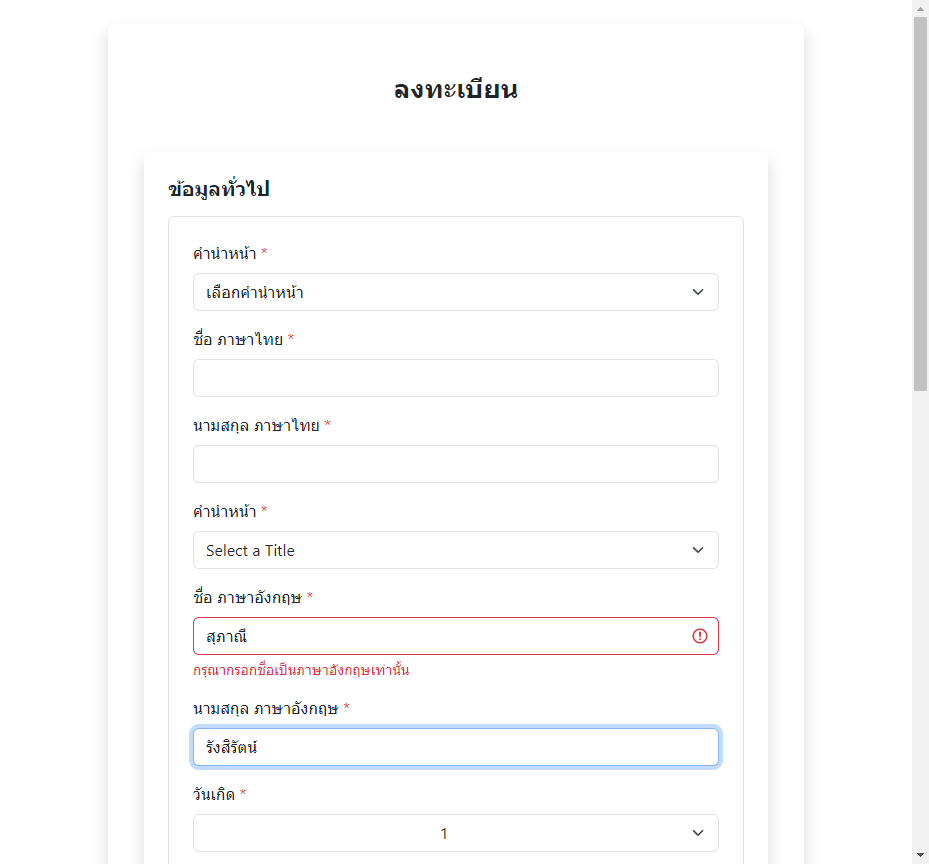 ลงทะเบียน
ข้อมูลทั่วไป
คำนำหน้า *
เลือกคำนำหน้า
ชื่อ ภาษาไทย *
นามสกุล ภาษาไทย *
คำนำหน้า *
Select a Title
ชื่อ ภาษาอังกฤษ *
สุภาณี
กรุณากรอกชื่อเป็นภาษาอังกฤษเท่านั้น
นามสกุล ภาษาอังกฤษ *
รังสิรัตน์
วันเกิด *
1